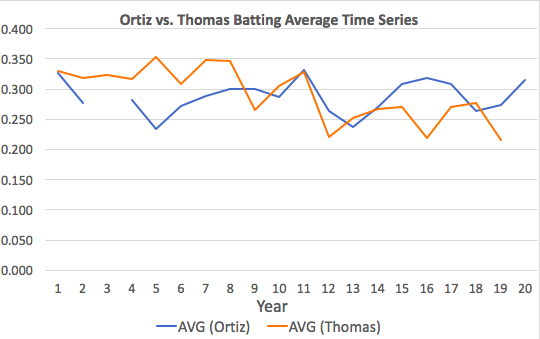 Ortiz vs. Thomas Batting Average Time Series
0.400
0.350
0.300
0.250
0.200
0.150
0.100
0.050
0.000
1 2 3 4 5 6 7 8 9 10 11 12 13 14 15 16 17 18 19 20
Year
AVG (Ortiz) AVG (Thomas)